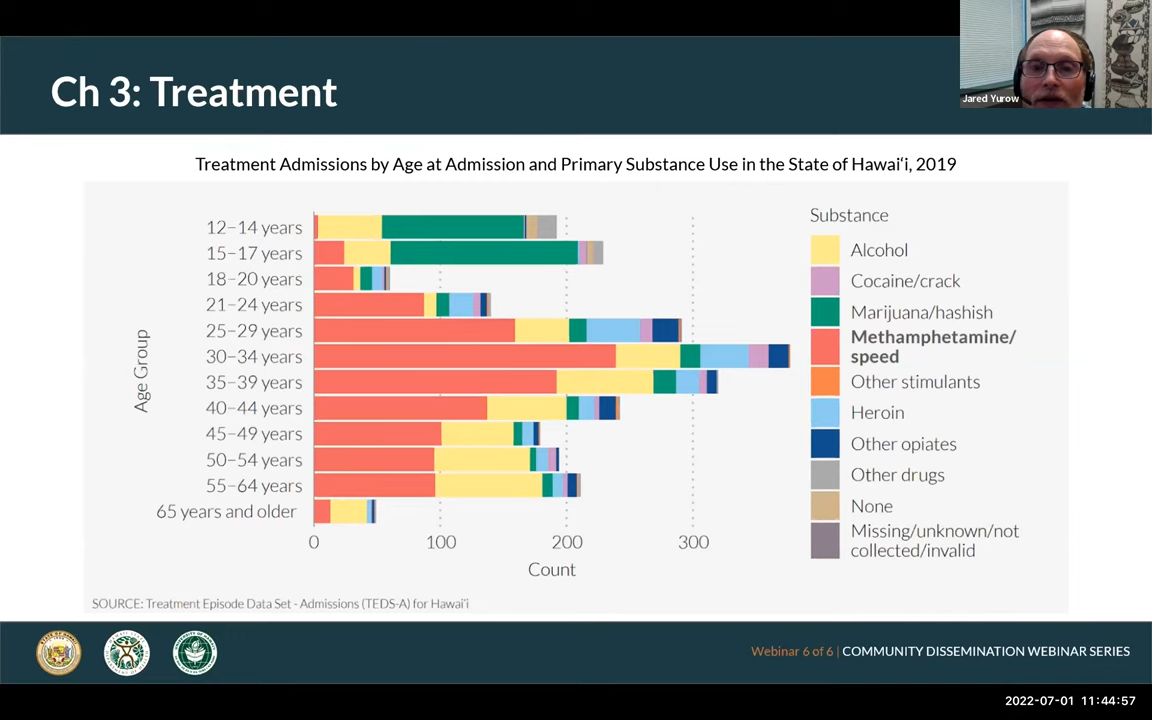 Ch 3: Treatment
Jared Yurow
Treatment Admissions by Age at Admission and Primary Substance Use in the State of Hawaiʻi, 2019
Age Group
12–14 years
15–17 years
18–20 years
21–24 years
25–29 years
30–34 years
35–39 years
40–44 years
45–49 years
50–54 years
55–64 years
65 years and older
0 100 200 300
Count
Substance
Alcohol
Cocaine/crack
Marijuana/hashish
Methamphetamine/
speed
Other stimulants
Heroin
Other opiates
Other drugs
None
Missing/unknown/not
collected/invalid
SOURCE: Treatment Episode Data Set - Admissions (TEDS-A) for Hawaiʻi
Webinar 6 of 6 | COMMUNITY DISSEMINATION WEBINAR SERIES
2022-07-01 11:44:57